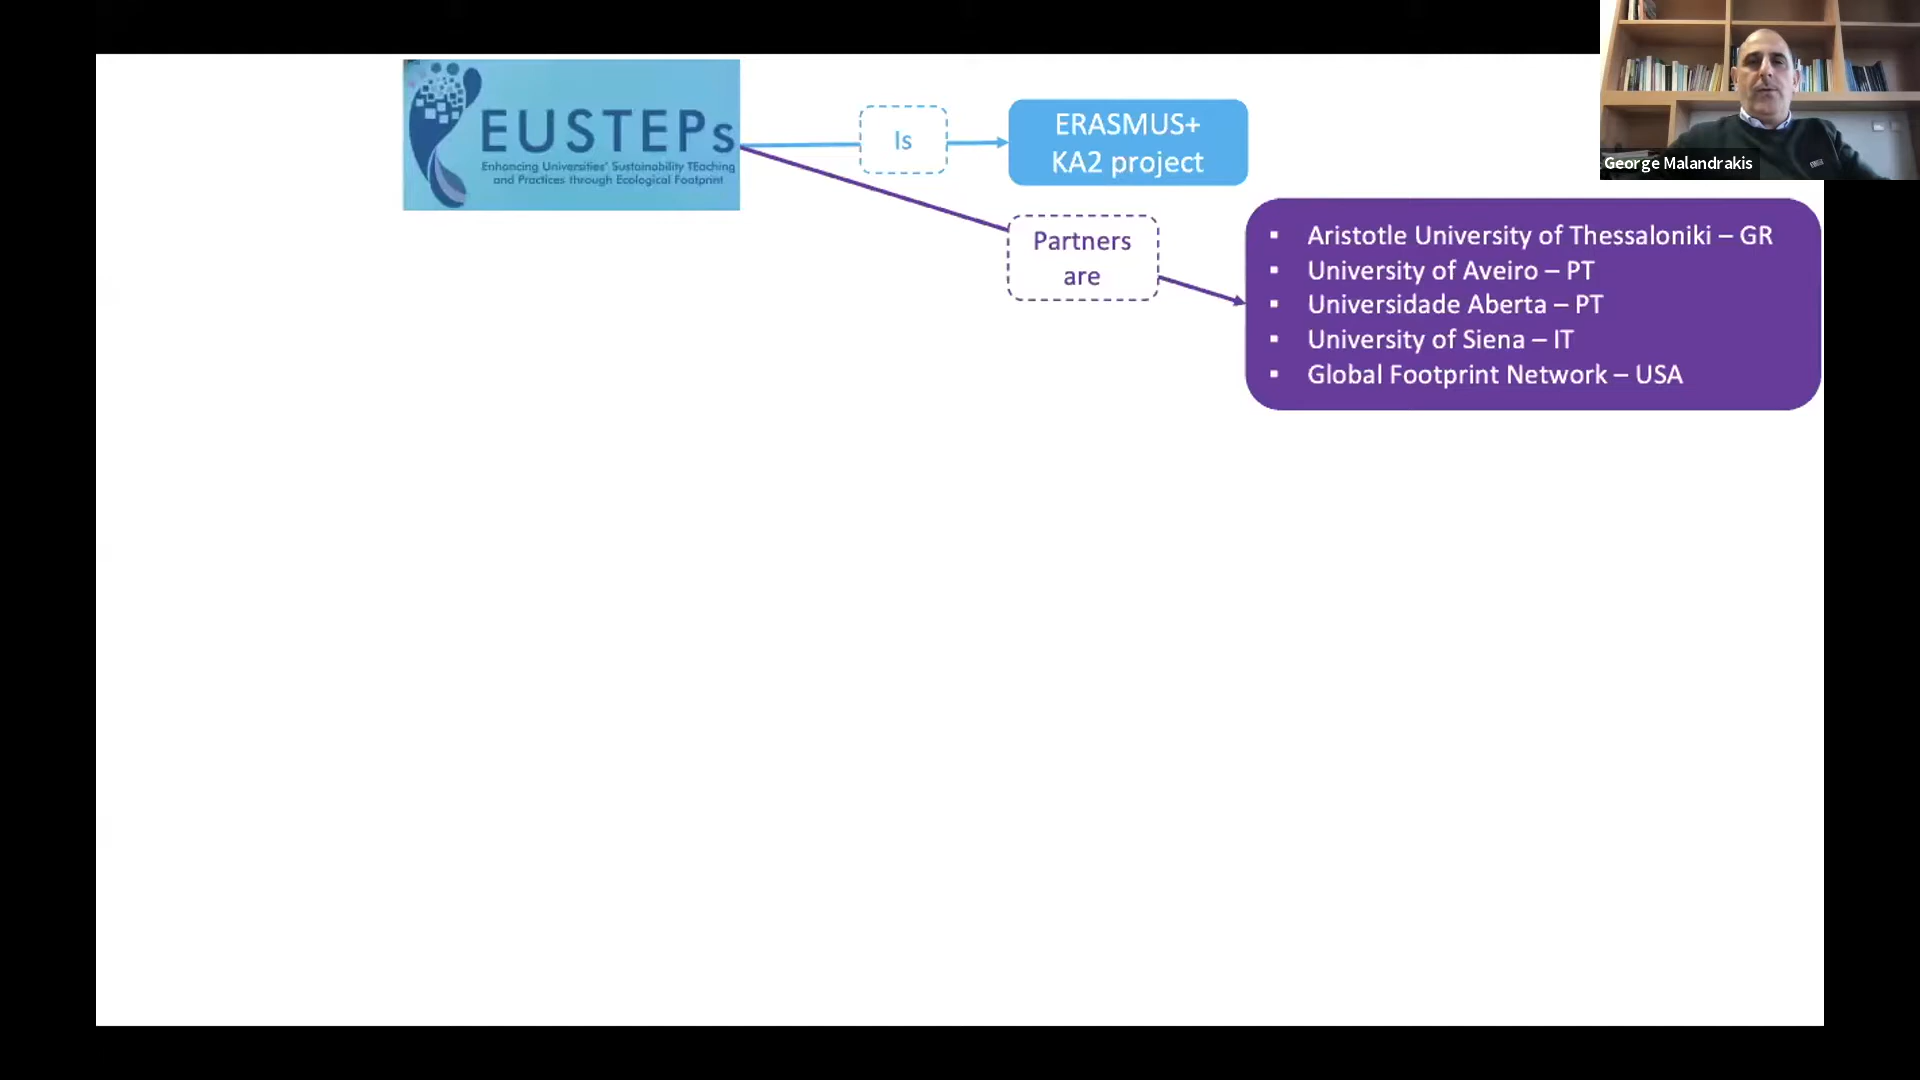 EUSTEPs
Enhancing Universities' Sustainability TEaching
and Practices through Ecological Footprint
Is
ERASMUS+
KA2 project
George Malandrakis
Partners
are
▪ Aristotle University of Thessaloniki – GR
▪ University of Aveiro – PT
▪ Universidade Aberta – PT
▪ University of Siena – IT
▪ Global Footprint Network – USA